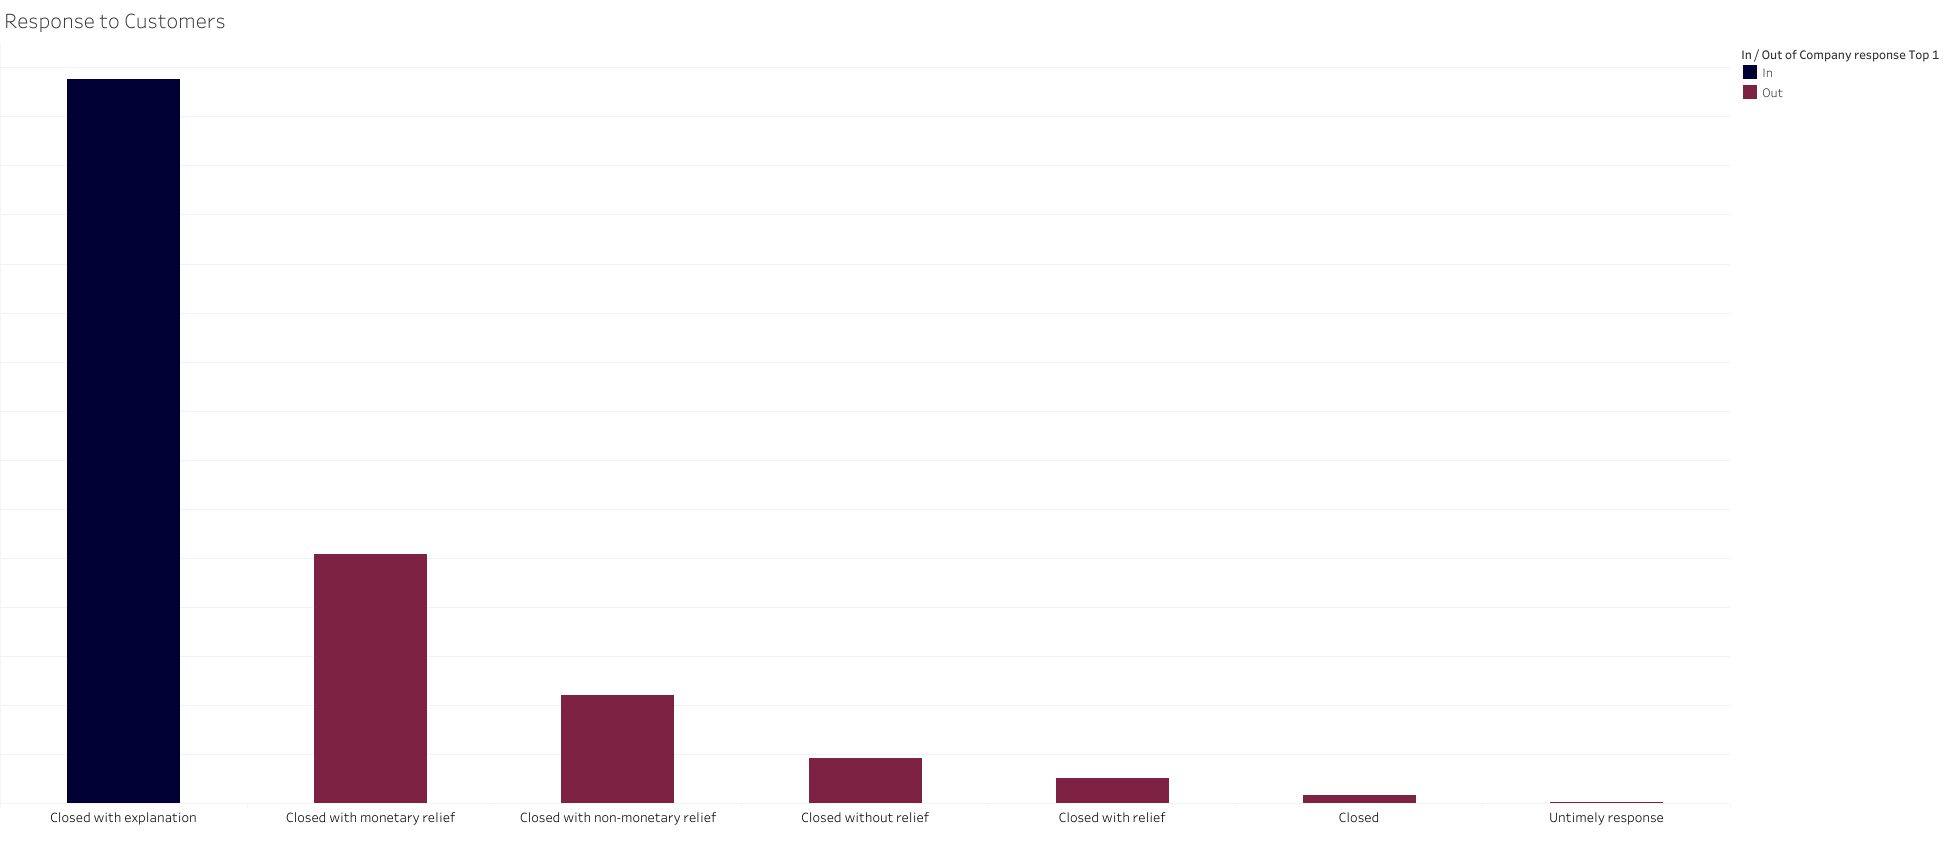 Response to Customers
In / Out of Company response Top 1
In
Out
Closed with explanation
Closed with monetary relief
Closed with non-monetary relief
Closed without relief
Closed with relief
Closed
Untimely response